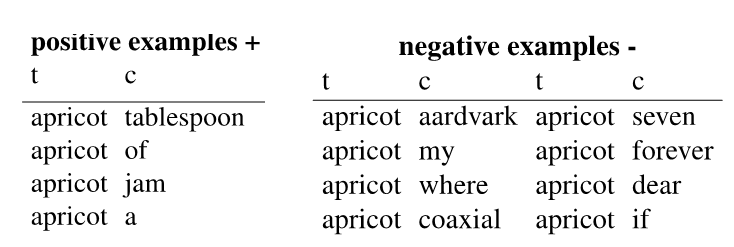 positive examples +
t c
apricot tablespoon
apricot of
apricot jam
apricot a
negative examples -
t c t c
apricot aardvark apricot seven
apricot my apricot forever
apricot where apricot dear
apricot coaxial apricot if